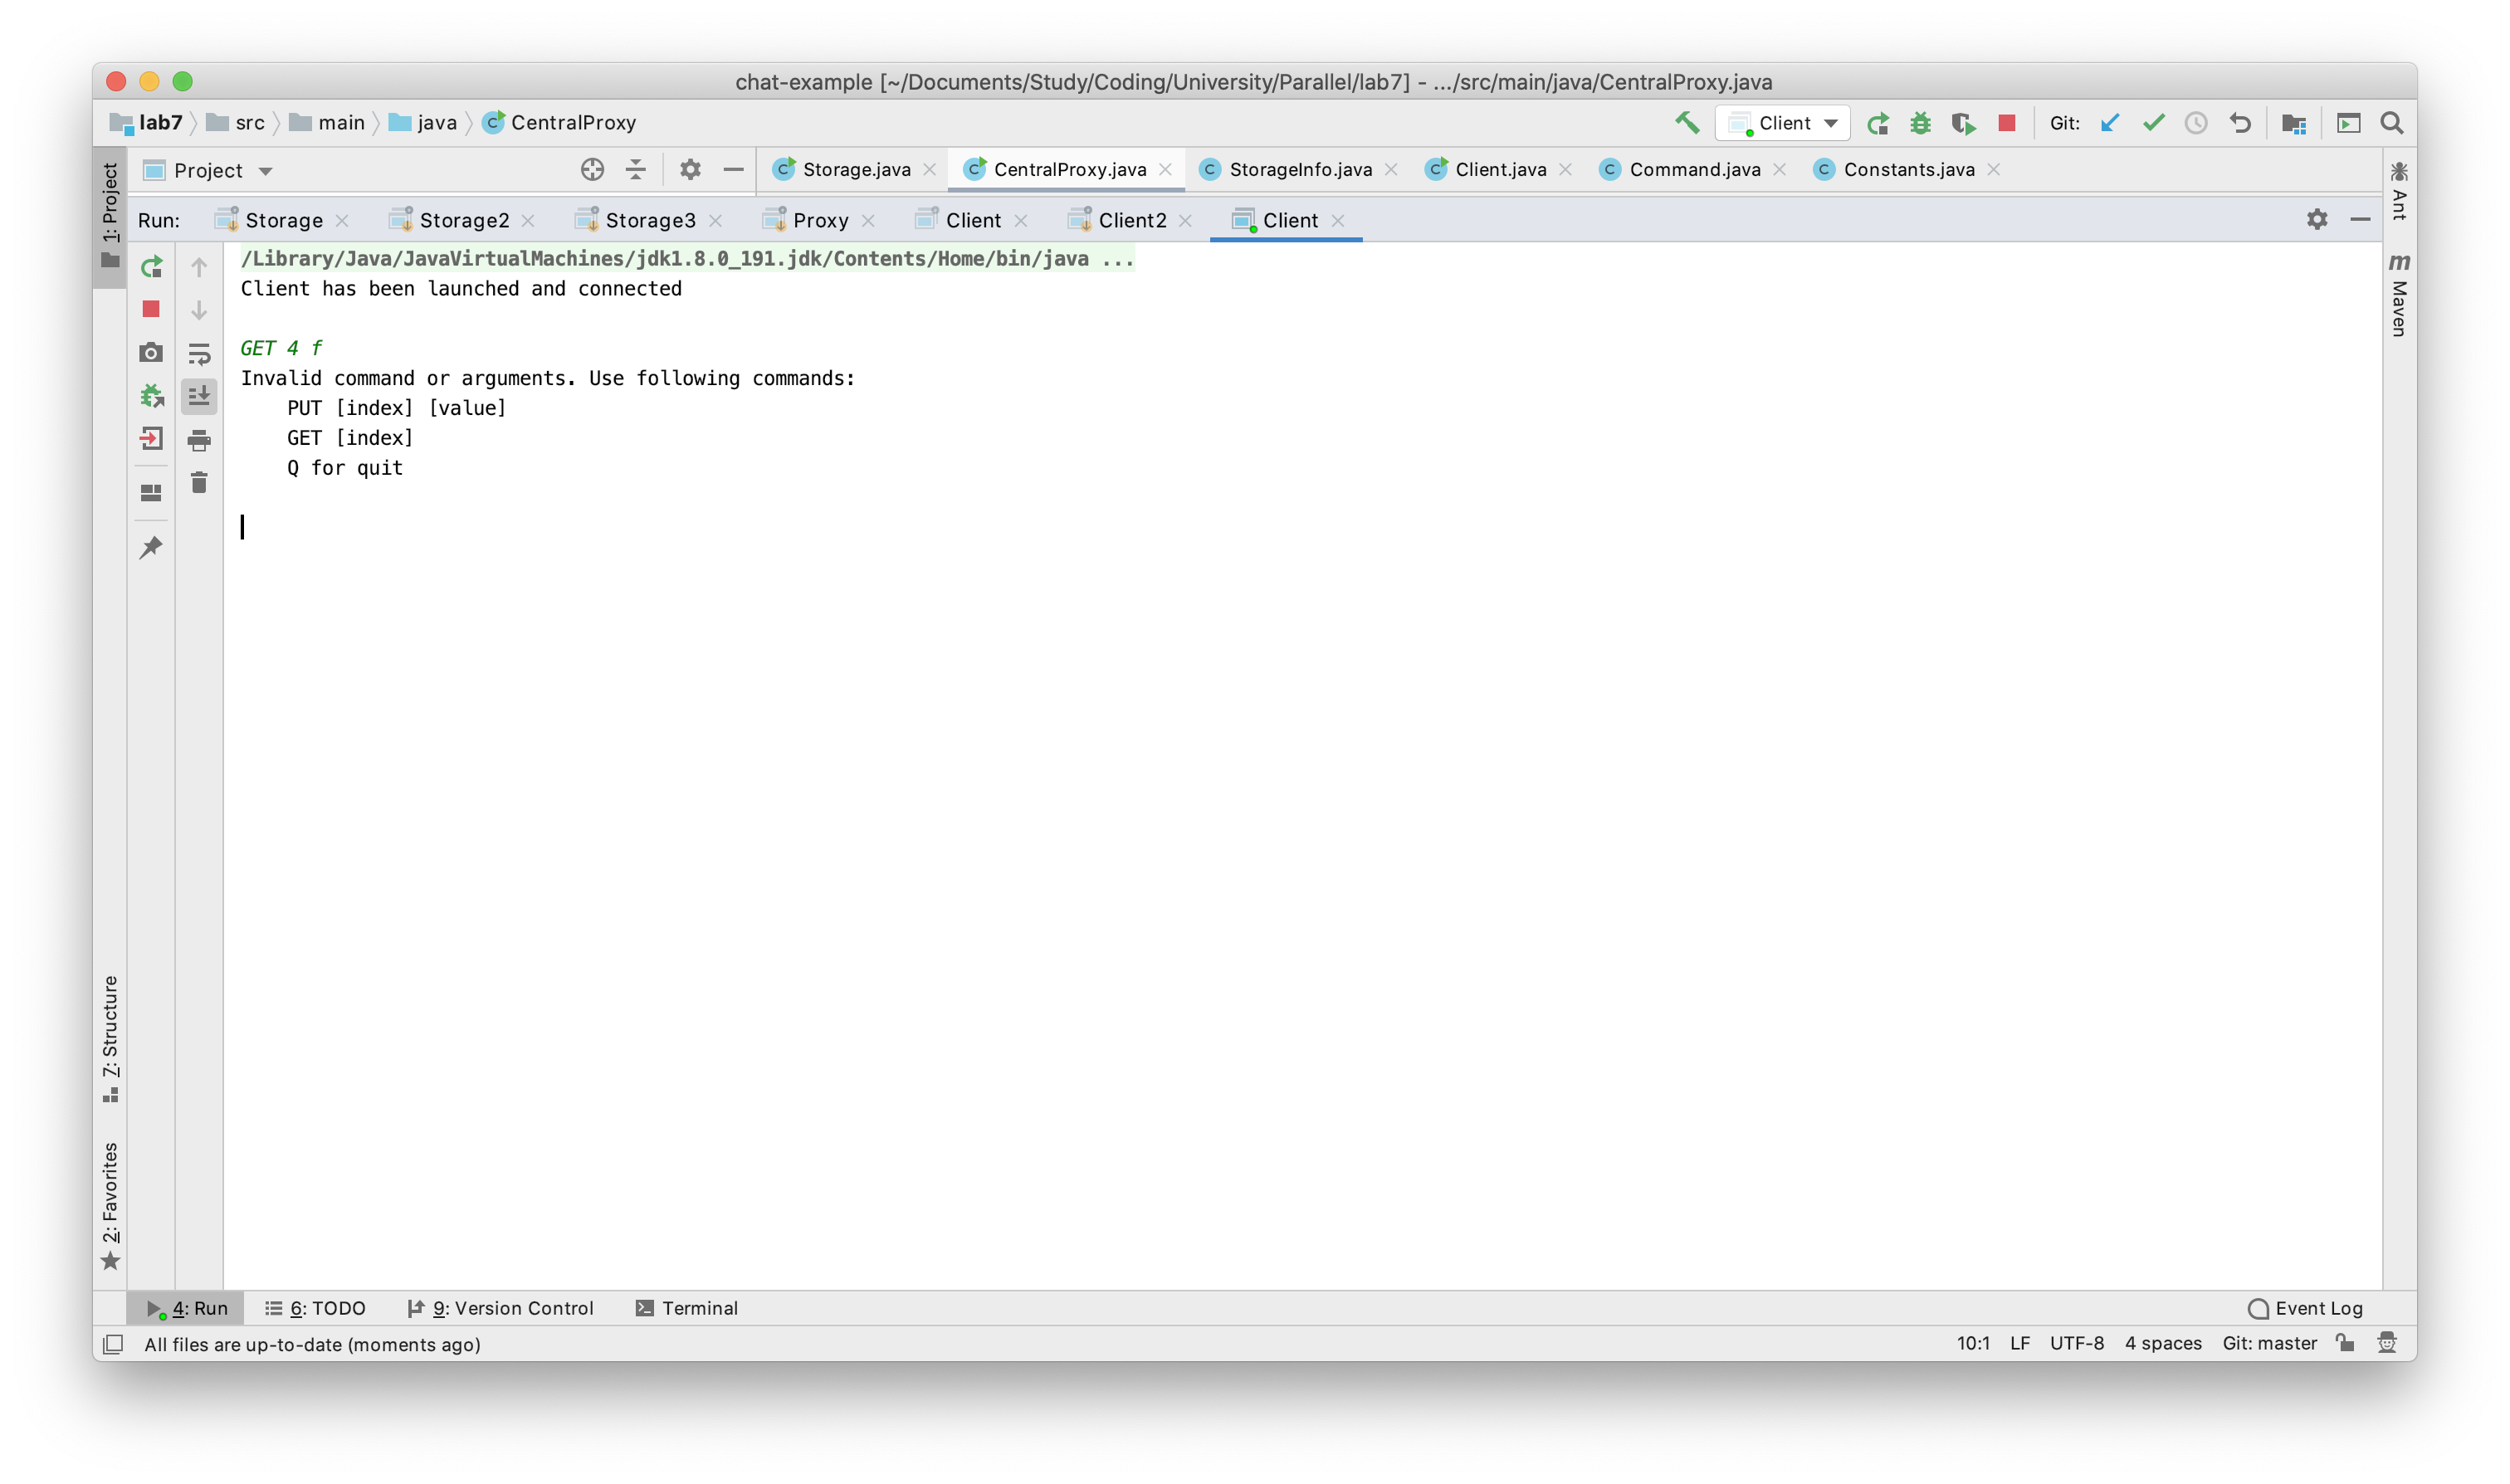 chat-example [~/Documents/Study/Coding/University/Parallel/lab7] - .../src/main/java/CentralProxy.java
lab7 src main java CentralProxy Client Git:
Project Storage.java CentralProxy.java StorageInfo.java Client.java Command.java Constants.java
Run: Storage Storage2 Storage3 Proxy Client Client2 Client
1: Project
Ant
Maven
/Library/Java/JavaVirtualMachines/jdk1.8.0_191.jdk/Contents/Home/bin/java ...
Client has been launched and connected
GET 4 f
Invalid command or arguments. Use following commands:
PUT [index] [value]
GET [index]
Q for quit
7: Structure
2: Favorites
4: Run 6: TODO 9: Version Control Terminal Event Log
All files are up-to-date (moments ago) 10:1 LF UTF-8 4 spaces Git: master